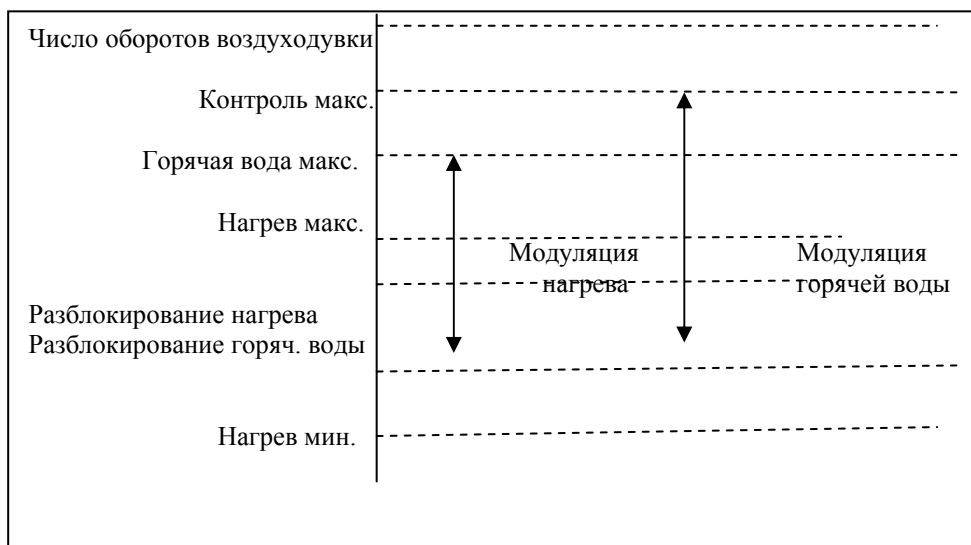 Число оборотов воздуходувки
Контроль макс.
Горячая вода макс.
Нагрев макс.
Модуляция
нагрева
Модуляция
горячей воды
Разблокирование нагрева
Разблокирование горяч. воды
Нагрев мин.